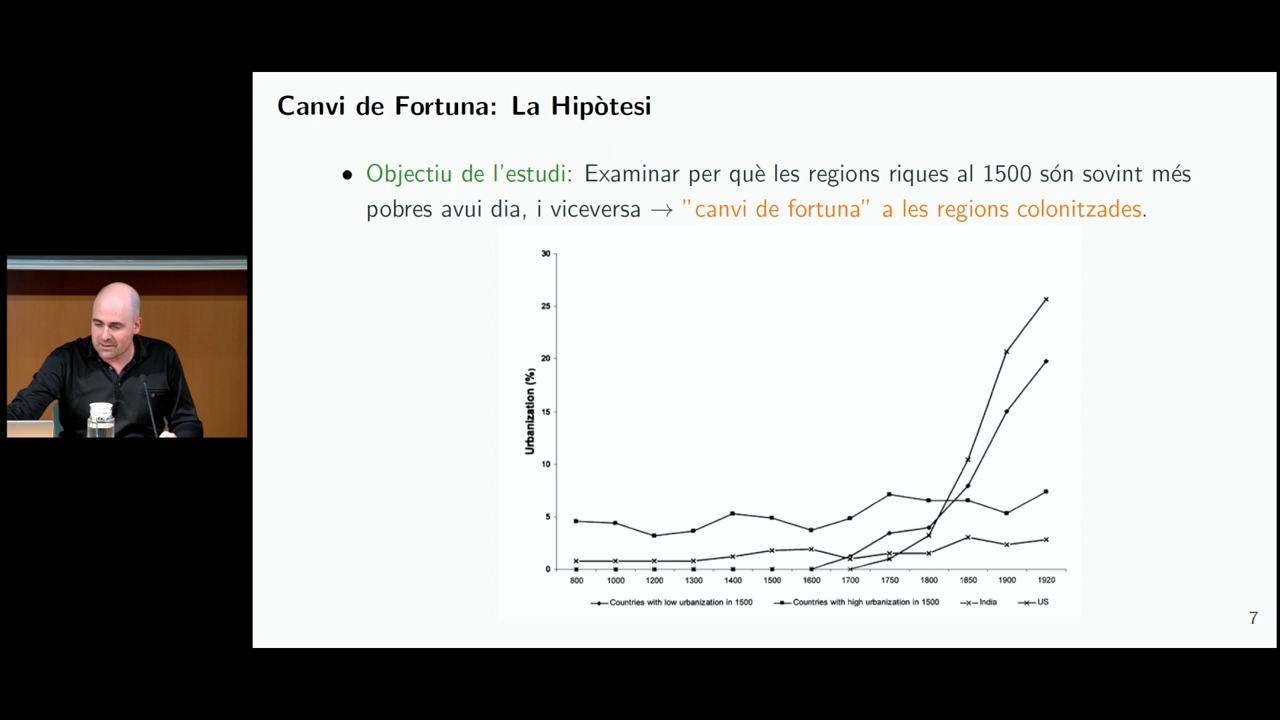 Canvi de Fortuna: La Hipòtesi
• Objectiu de l'estudi: Examinar per què les regions riques al 1500 són sovint més
pobres avui dia, i viceversa → "canvi de fortuna" a les regions colonitzades.
Urbanization (%)
30
25
20
15
10
5
0
800 1000 1200 1300 1400 1500 1600 1700 1750 1800 1850 1900 1920
Countries with low urbanization in 1500 Countries with high urbanization in 1500 India US
7